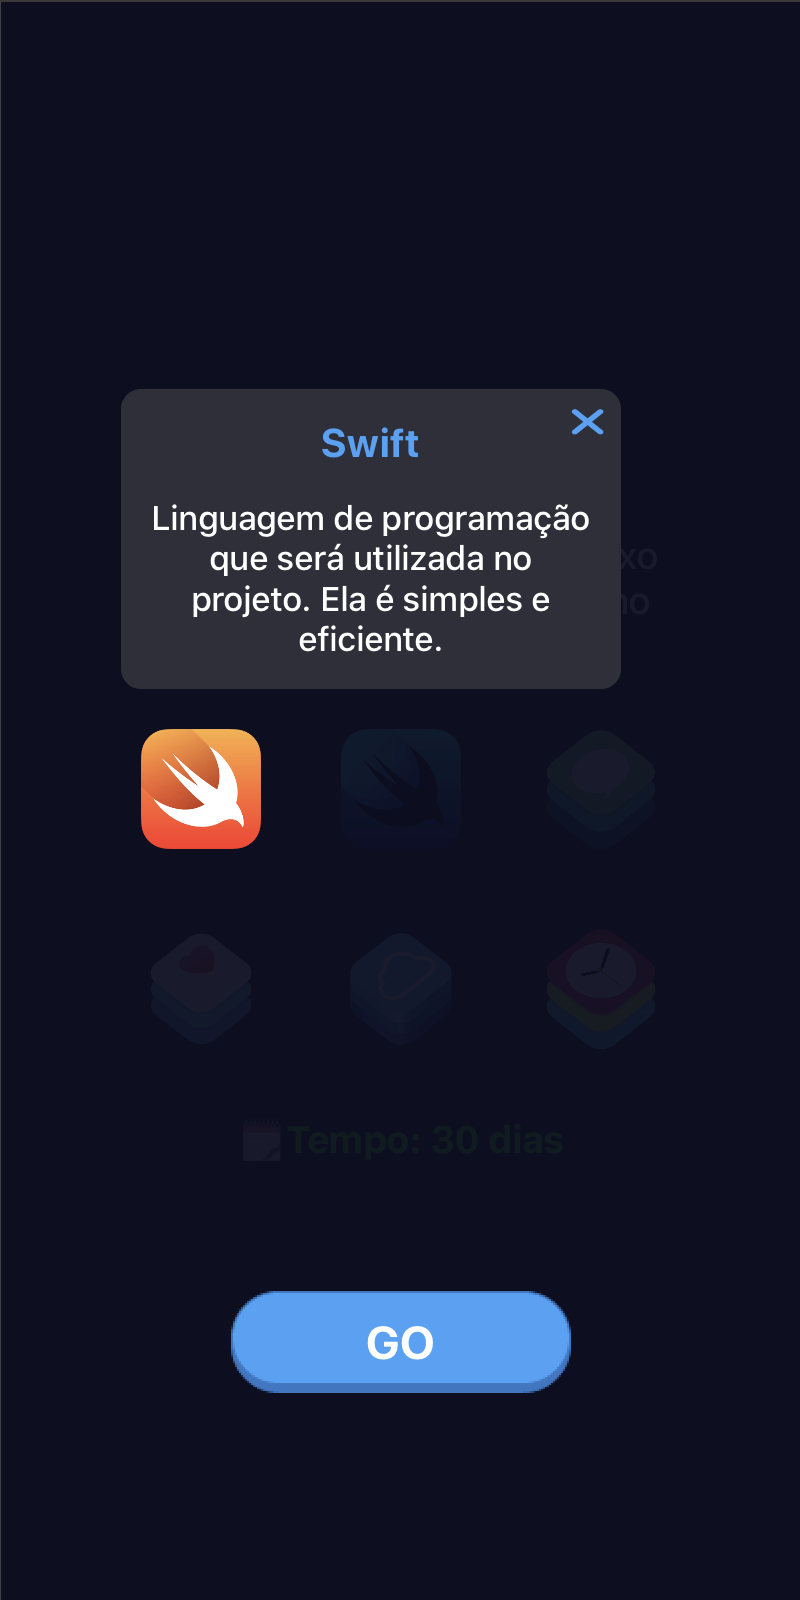 Swift
Linguagem de programação
que será utilizada no
projeto. Ela é simples e
eficiente.
Tempo: 30 dias
GO